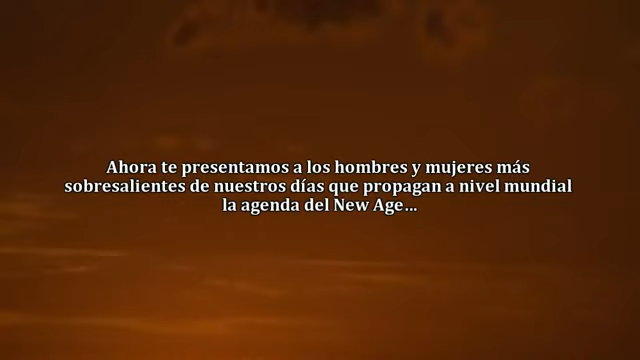 Ahora te presentamos a los hombres y mujeres más
sobresalientes de nuestros días que propagan a nivel mundial
la agenda del New Age...